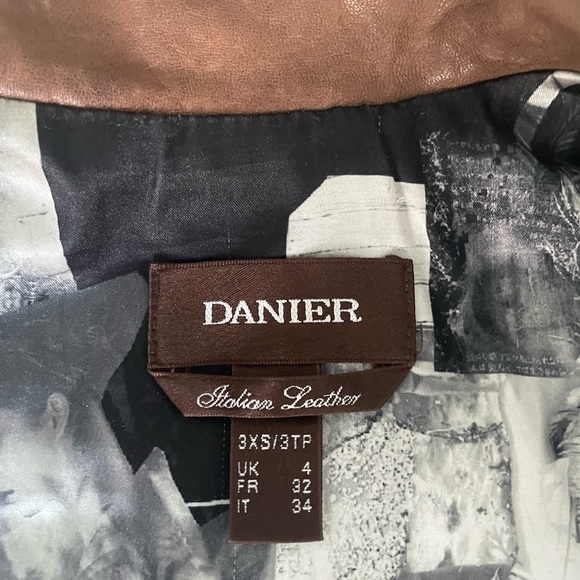 DANIER
Italian Leather
3XS/3TP
UK 4
FR 32
IT 34